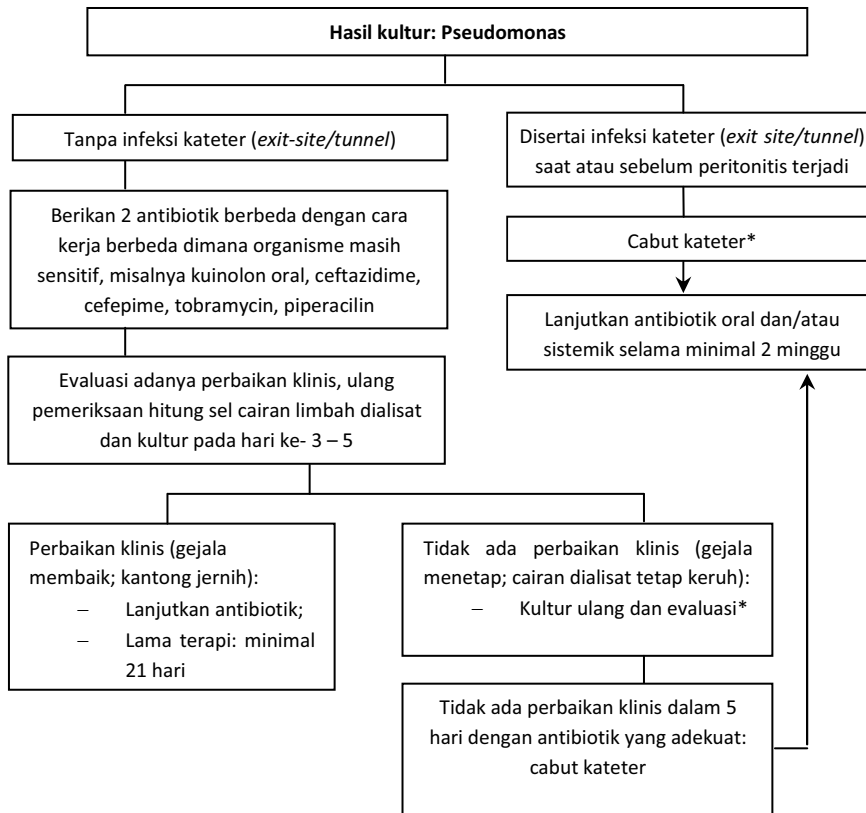 Hasil kultur: Pseudomonas
Tanpa infeksi kateter (exit-site/tunnel)
Disertai infeksi kateter (exit site/tunnel)
saat atau sebelum peritonitis terjadi
Berikan 2 antibiotik berbeda dengan cara
kerja berbeda dimana organisme masih
sensitif, misalnya kuinolon oral, ceftazidime,
cefepime, tobramycin, piperacilin
Cabut kateter*
Lanjutkan antibiotik oral dan/atau
sistemik selama minimal 2 minggu
Evaluasi adanya perbaikan klinis, ulang
pemeriksaan hitung sel cairan limbah dialisat
dan kultur pada hari ke- 3 – 5
Perbaikan klinis (gejala
membaik; kantong jernih):
– Lanjutkan antibiotik;
– Lama terapi: minimal
21 hari
Tidak ada perbaikan klinis (gejala
menetap; cairan dialisat tetap keruh):
– Kultur ulang dan evaluasi*
Tidak ada perbaikan klinis dalam 5
hari dengan antibiotik yang adekuat:
cabut kateter